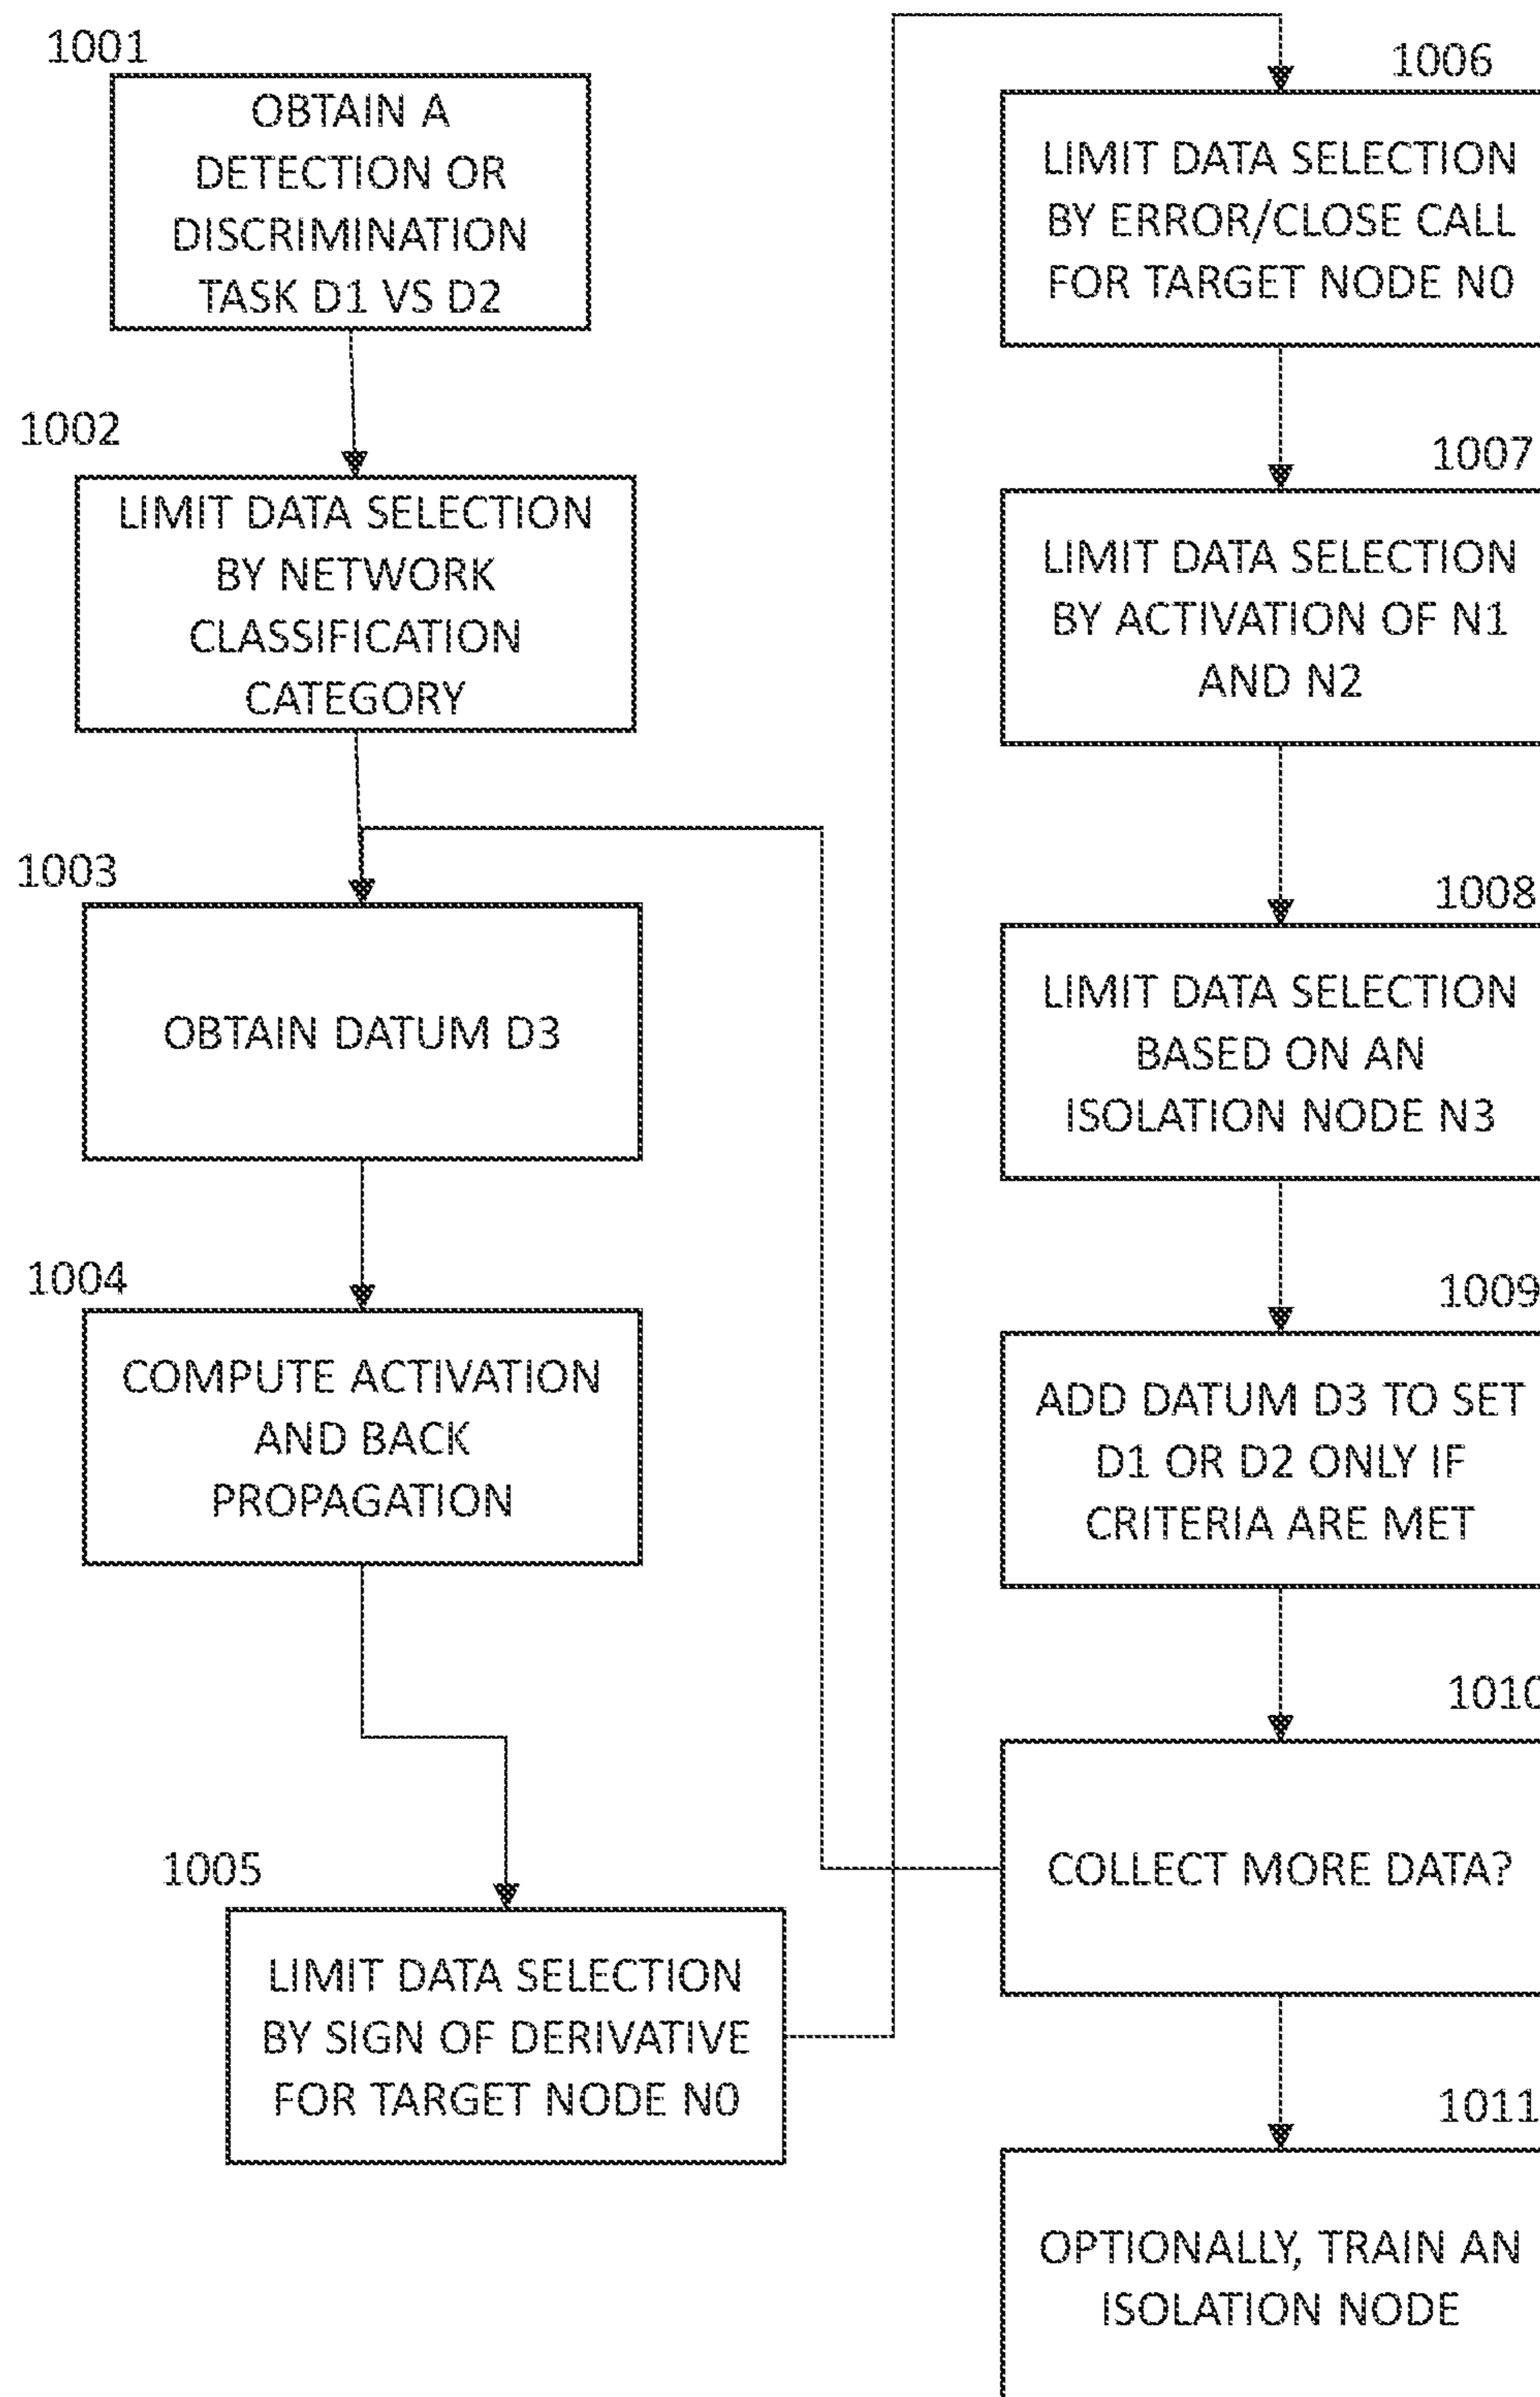 1001
OBTAIN A
DETECTION OR
DISCRIMINATION
TASK D1 VS D2
1002
LIMIT DATA SELECTION
BY NETWORK
CLASSIFICATION
CATEGORY
1003
OBTAIN DATUM D3
1004
COMPUTE ACTIVATION
AND BACK
PROPAGATION
1005
LIMIT DATA SELECTION
BY SIGN OF DERIVATIVE
FOR TARGET NODE N0
1006
LIMIT DATA SELECTION
BY ERROR/CLOSE CALL
FOR TARGET NODE N0
1007
LIMIT DATA SELECTION
BY ACTIVATION OF N1
AND N2
1008
LIMIT DATA SELECTION
BASED ON AN
ISOLATION NODE N3
1009
ADD DATUM D3 TO SET
D1 OR D2 ONLY IF
CRITERIA ARE MET
1010
COLLECT MORE DATA?
1011
OPTIONALLY, TRAIN AN
ISOLATION NODE